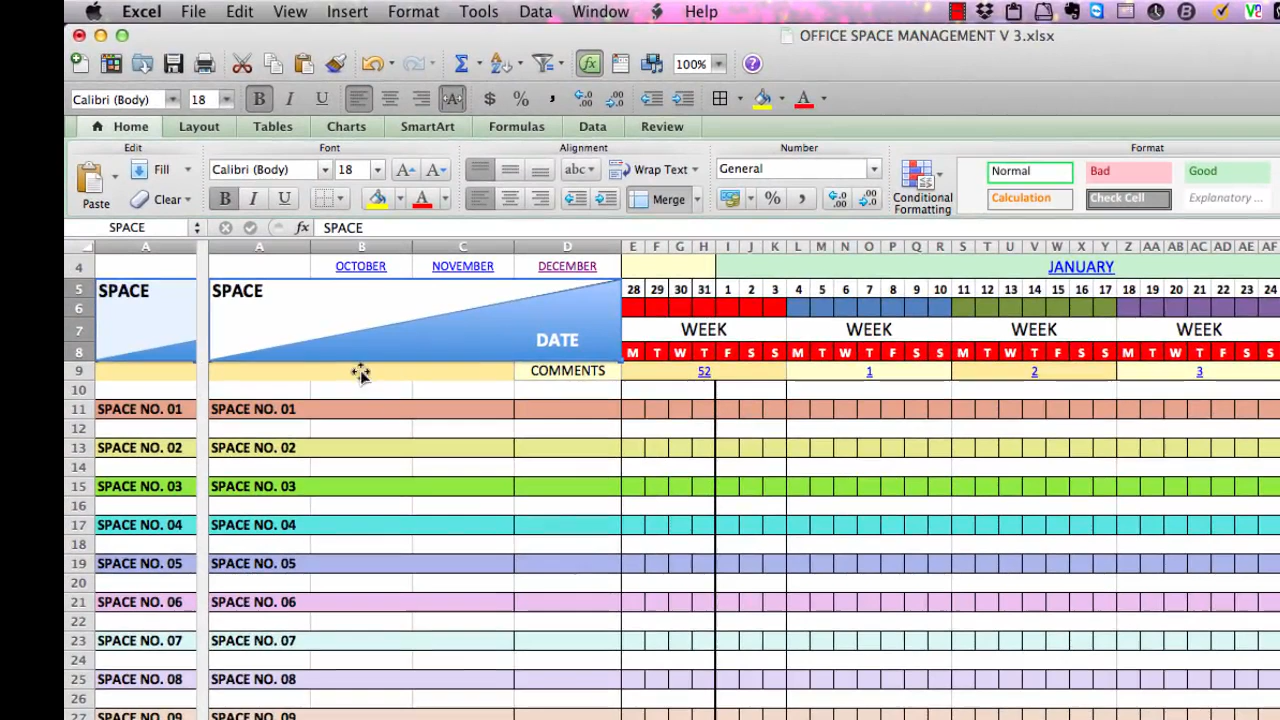 Excel File Edit View Insert Format Tools Data Window Help
OFFICE SPACE MANAGEMENT V 3.xlsx
100%
Calibri (Body) 18 B I U A $ % , A
Home Layout Tables Charts SmartArt Formulas Data Review
Edit Font Alignment Number Format
Fill Calibri (Body) 18 A A abc Wrap Text General Normal Bad Good
Paste Clear B I U A Merge % , Conditional Formatting Calculation Check Cell Explanatory ...
SPACE fx SPACE
A A B C D E F G H I J K L M N O P Q R S T U V W X Y Z AA AB AC AD AE AF
4 OCTOBER NOVEMBER DECEMBER JANUARY
5 SPACE SPACE 28 29 30 31 1 2 3 4 5 6 7 8 9 10 11 12 13 14 15 16 17 18 19 20 21 22 23 24
6
7 DATE WEEK WEEK WEEK WEEK
8 M T W T F S S M T W T F S S M T W T F S S M T W T F S S
9 COMMENTS 52 1 2 3
10
11 SPACE NO. 01 SPACE NO. 01
12
13 SPACE NO. 02 SPACE NO. 02
14
15 SPACE NO. 03 SPACE NO. 03
16
17 SPACE NO. 04 SPACE NO. 04
18
19 SPACE NO. 05 SPACE NO. 05
20
21 SPACE NO. 06 SPACE NO. 06
22
23 SPACE NO. 07 SPACE NO. 07
24
25 SPACE NO. 08 SPACE NO. 08
26
27 SPACE NO. 09 SPACE NO. 09